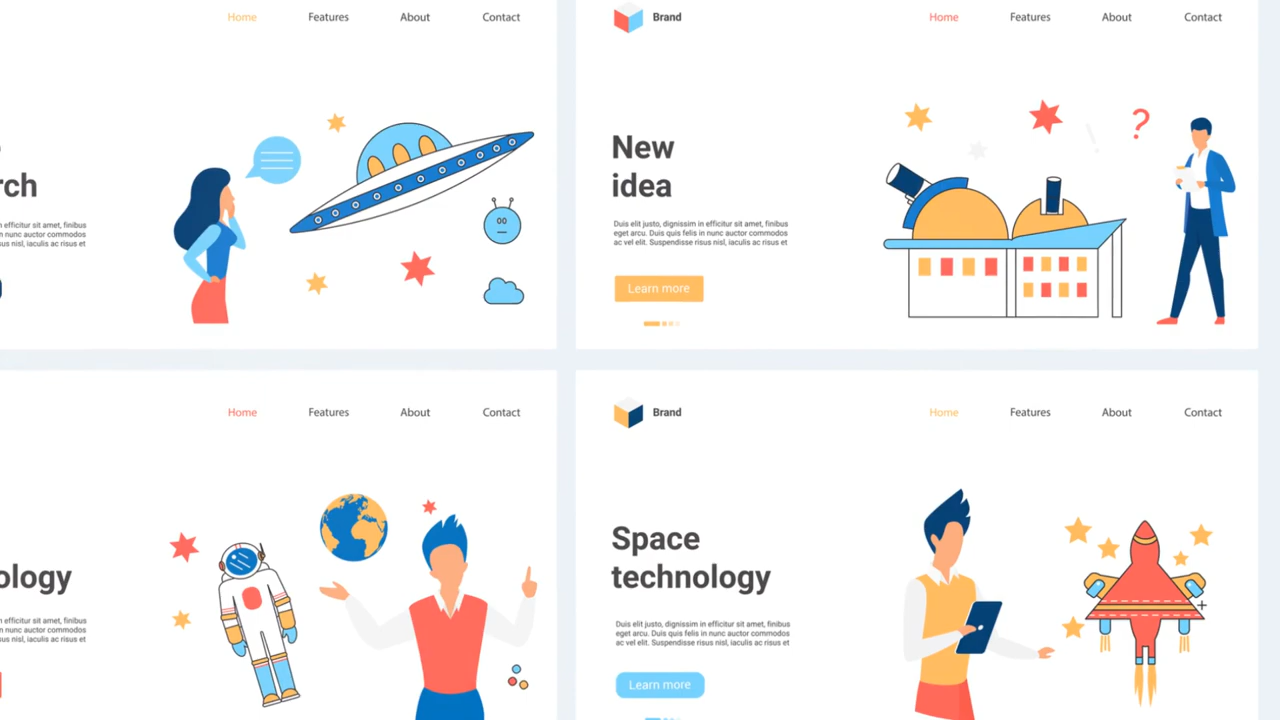 Home Features About Contact
rch
n efficitur sit amet, finibus
n nunc auctor commodos
us nisl, iaculis ac risus et
Brand
Home Features About Contact
New
idea
Duis elit justo, dignissim in efficitur sit amet, finibus
eget arcu. Duis quis felis in nunc auctor commodos
ac vel elit. Suspendisse risus nisl, iaculis ac risus et
Learn more
?
Home Features About Contact
ology
n efficitur sit amet, finibus
n nunc auctor commodos
us nisl, iaculis ac risus et
Brand
Home Features About Contact
Space
technology
Duis elit justo, dignissim in efficitur sit amet, finibus
eget arcu. Duis quis felis in nunc auctor commodos
ac vel elit. Suspendisse risus nisl, iaculis ac risus et
Learn more